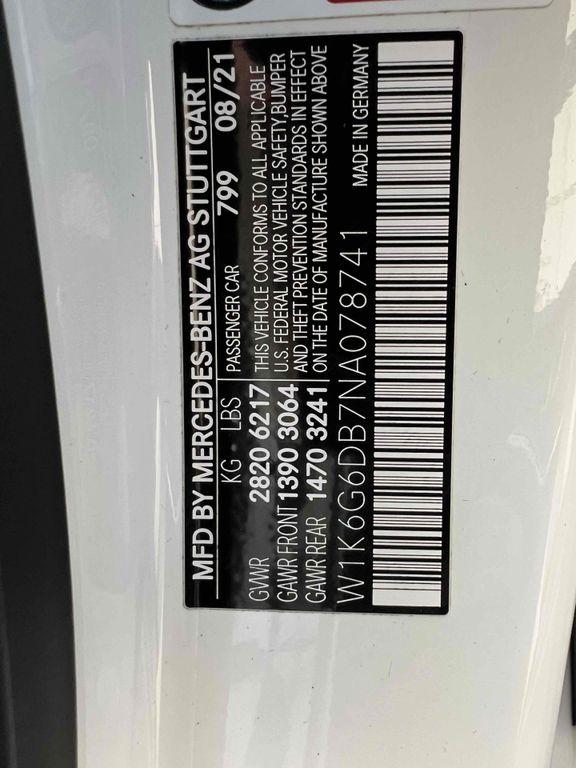 MFD BY MERCEDES-BENZ AG STUTTGART
KG LBS 799 08/21
GVWR 2820 6217
GAWR FRONT 1390 3064
GAWR REAR 1470 3241
PASSENGER CAR
THIS VEHICLE CONFORMS TO ALL APPLICABLE
U.S. FEDERAL MOTOR VEHICLE SAFETY,BUMPER
AND THEFT PREVENTION STANDARDS IN EFFECT
ON THE DATE OF MANUFACTURE SHOWN ABOVE
W1K6G6DB7NA078741 MADE IN GERMANY